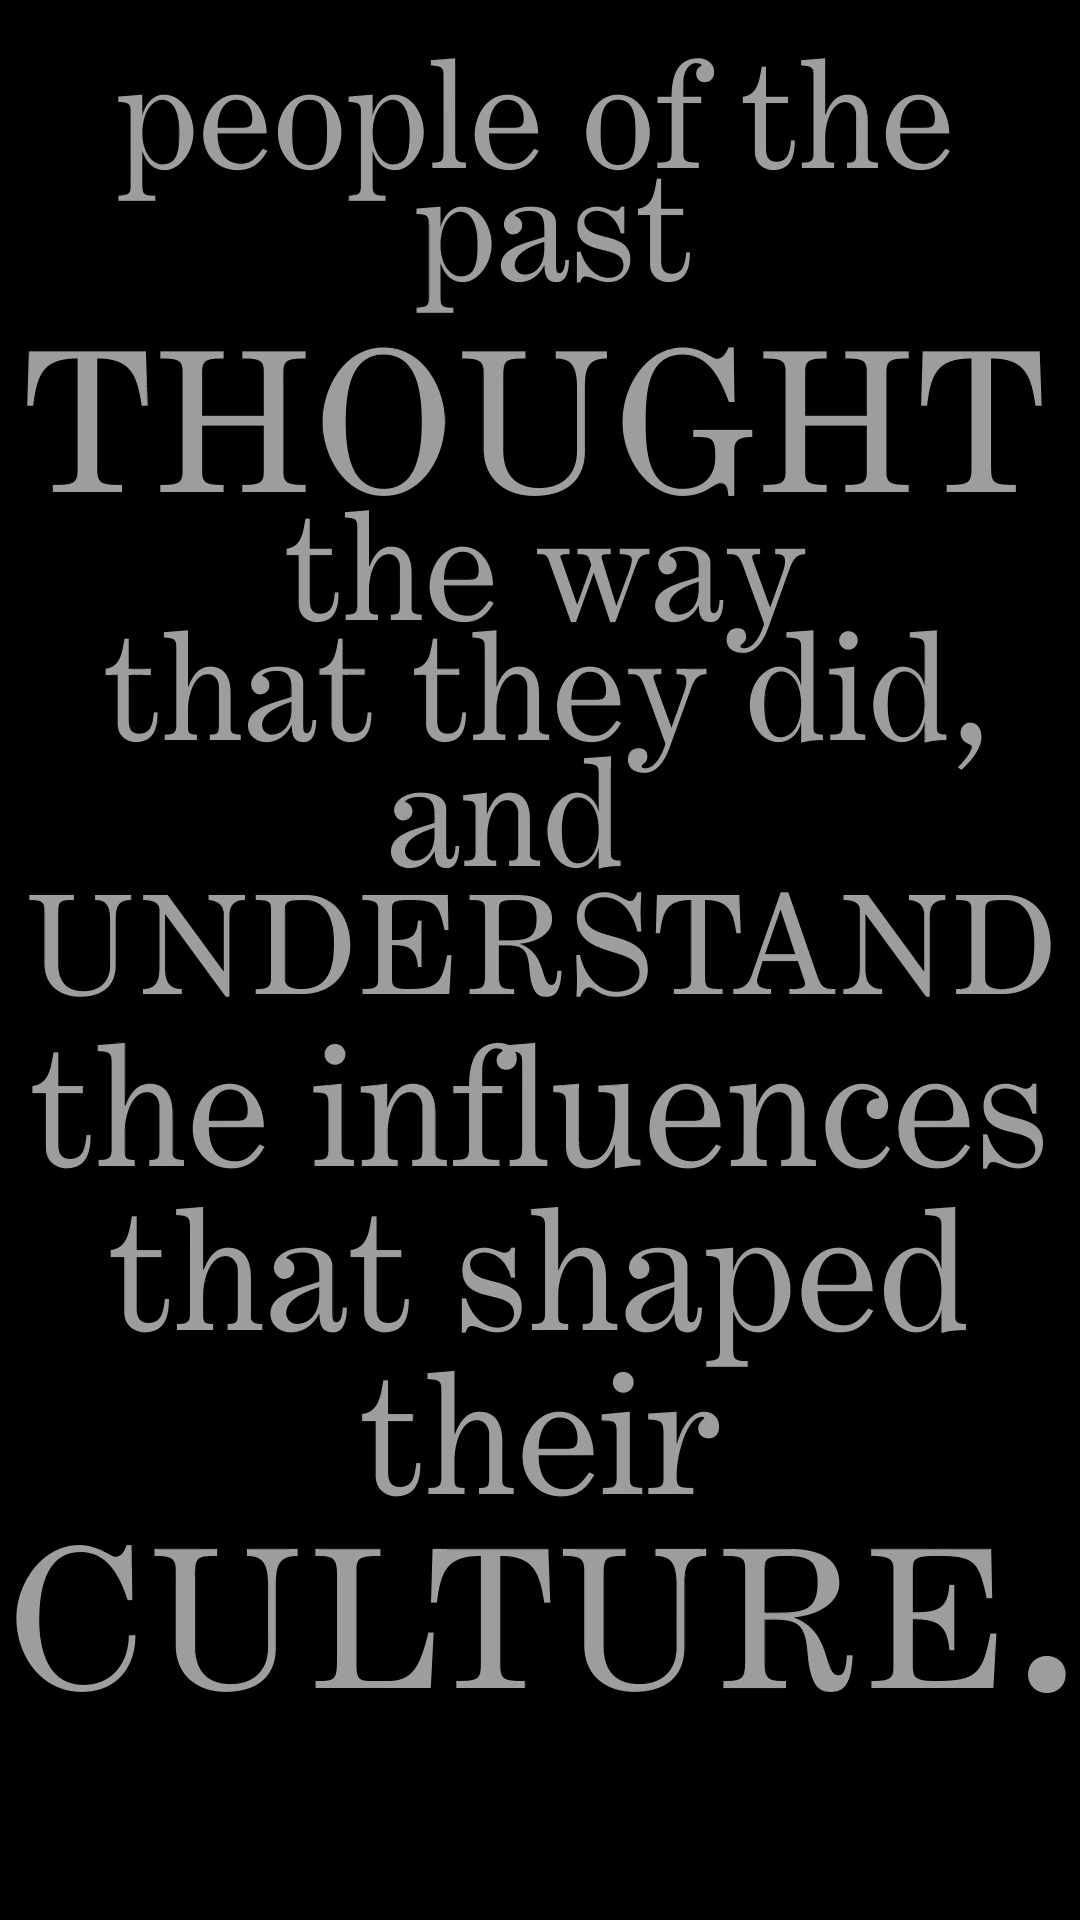 people of the
past
THOUGHT
the way
that they did,
and
UNDERSTAND
the influences
that shaped
their
CULTURE.